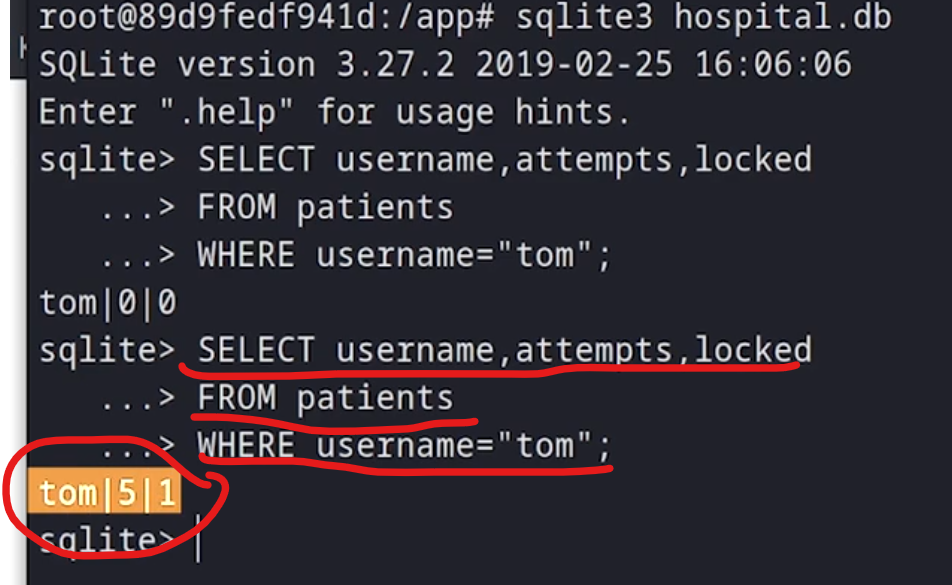 root@89d9fedf941d:/app# sqlite3 hospital.db
SQLite version 3.27.2 2019-02-25 16:06:06
Enter ".help" for usage hints.
sqlite> SELECT username,attempts,locked
   ...> FROM patients
   ...> WHERE username="tom";
tom|0|0
sqlite> SELECT username,attempts,locked
   ...> FROM patients
   ...> WHERE username="tom";
tom|5|1
sqlite>